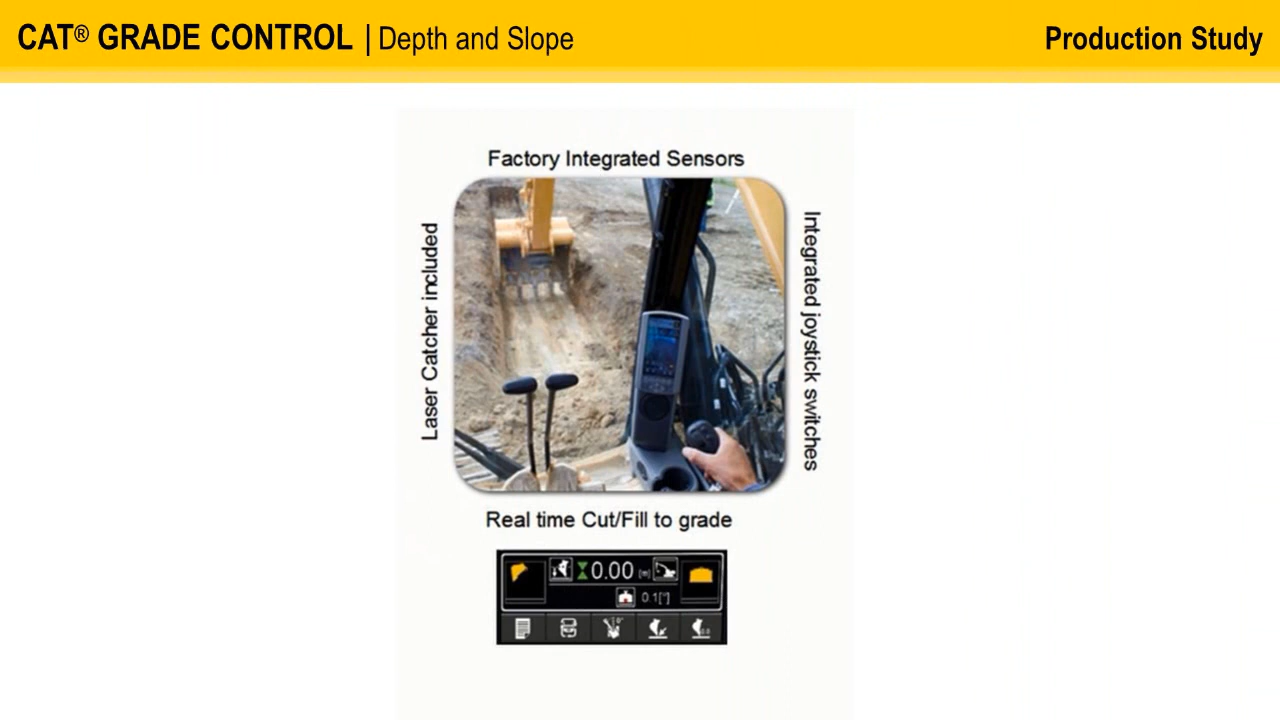 CAT® GRADE CONTROL | Depth and Slope
Production Study
Factory Integrated Sensors
Laser Catcher included
Integrated joystick switches
Real time Cut/Fill to grade
0.00 [m]
0.1[°]